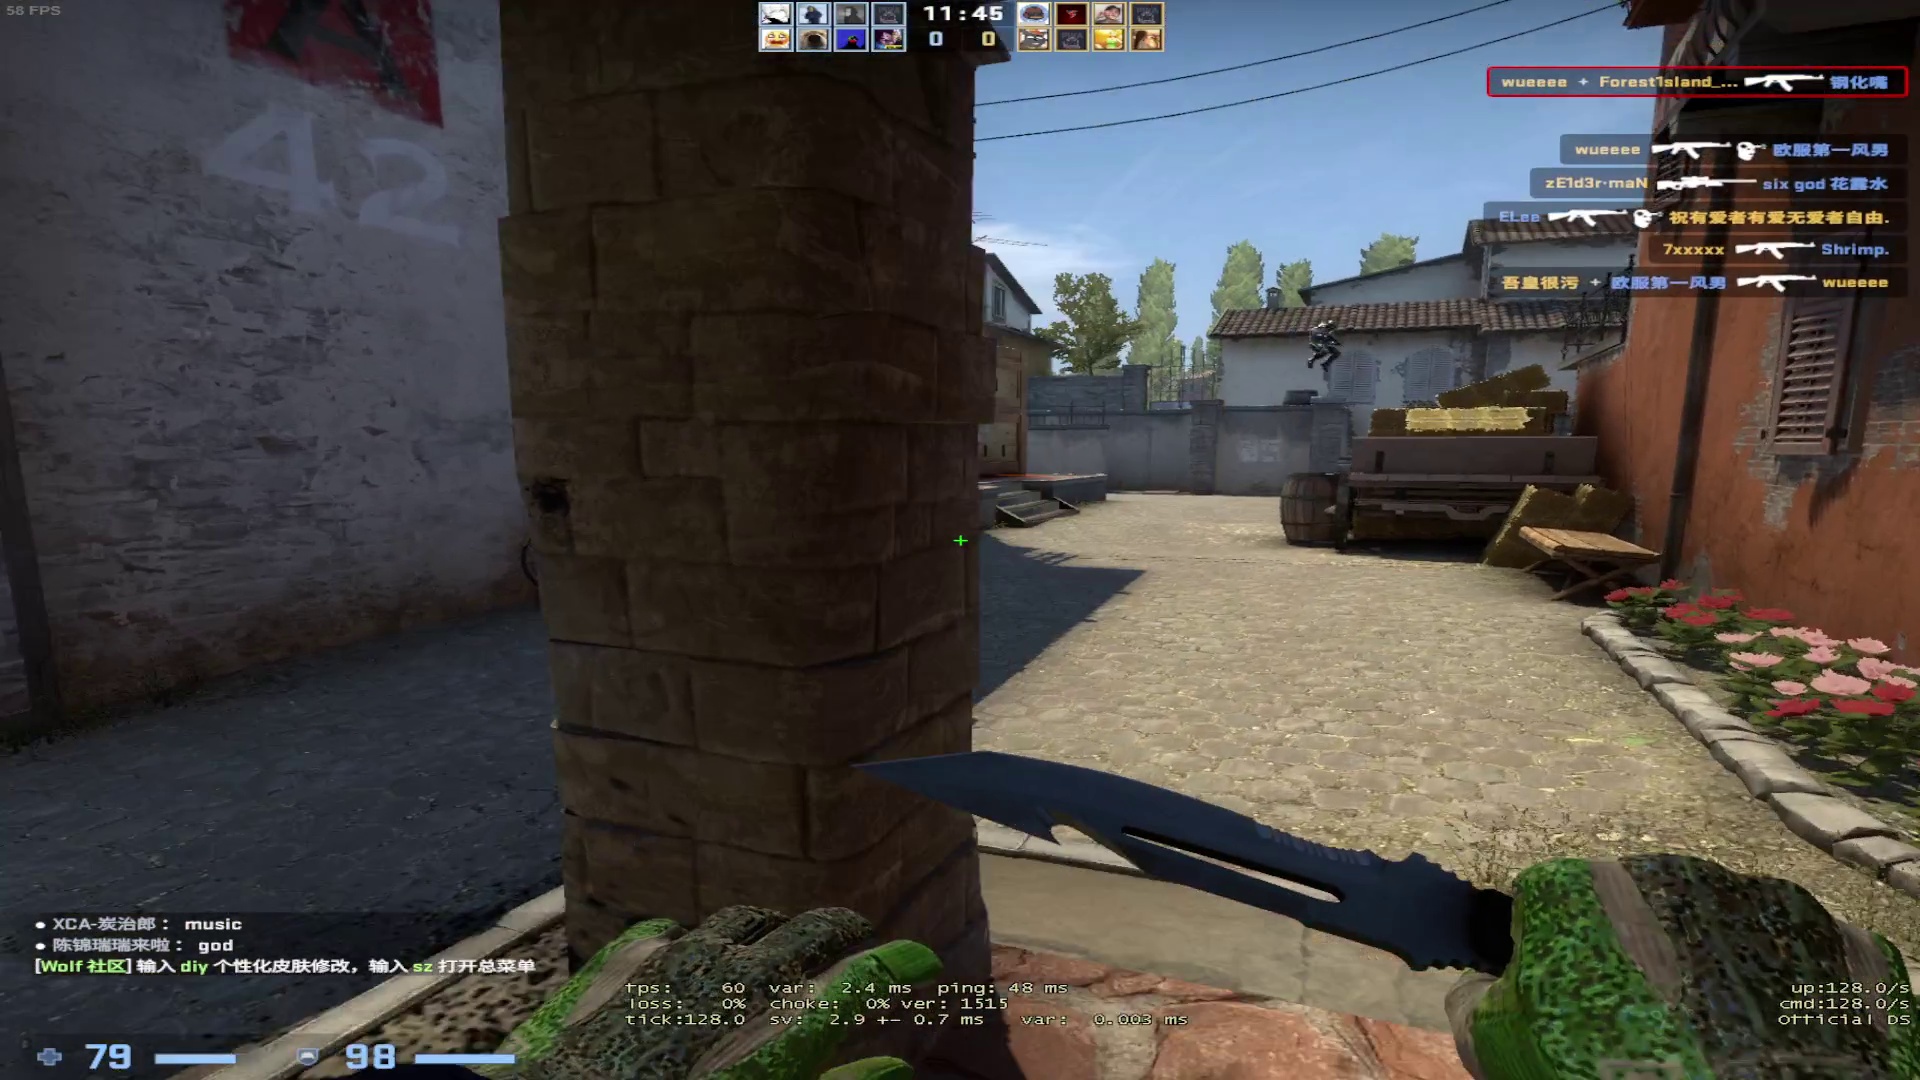 58 FPS
11:45
0 0
42
wueeee + Forest1sland_... 钢化嘴
wueeee 欧服第一风男
zE1d3r·maN six god 花露水
ELee 祝有爱者有爱无爱者自由.
7xxxxx Shrimp.
吾皇很污 + 欧服第一风男 wueeee
● XCA-炭治郎： music
● 陈锦瑞瑞来啦： god
[Wolf 社区] 输入 diy 个性化皮肤修改，输入 sz 打开总菜单
fps: 60 var: 2.4 ms ping: 48 ms
loss: 0% choke: 0% ver: 1515
tick:128.0 sv: 2.9 +- 0.7 ms var: 0.003 ms
up:128.0/s
cmd:128.0/s
Official DS
79 98